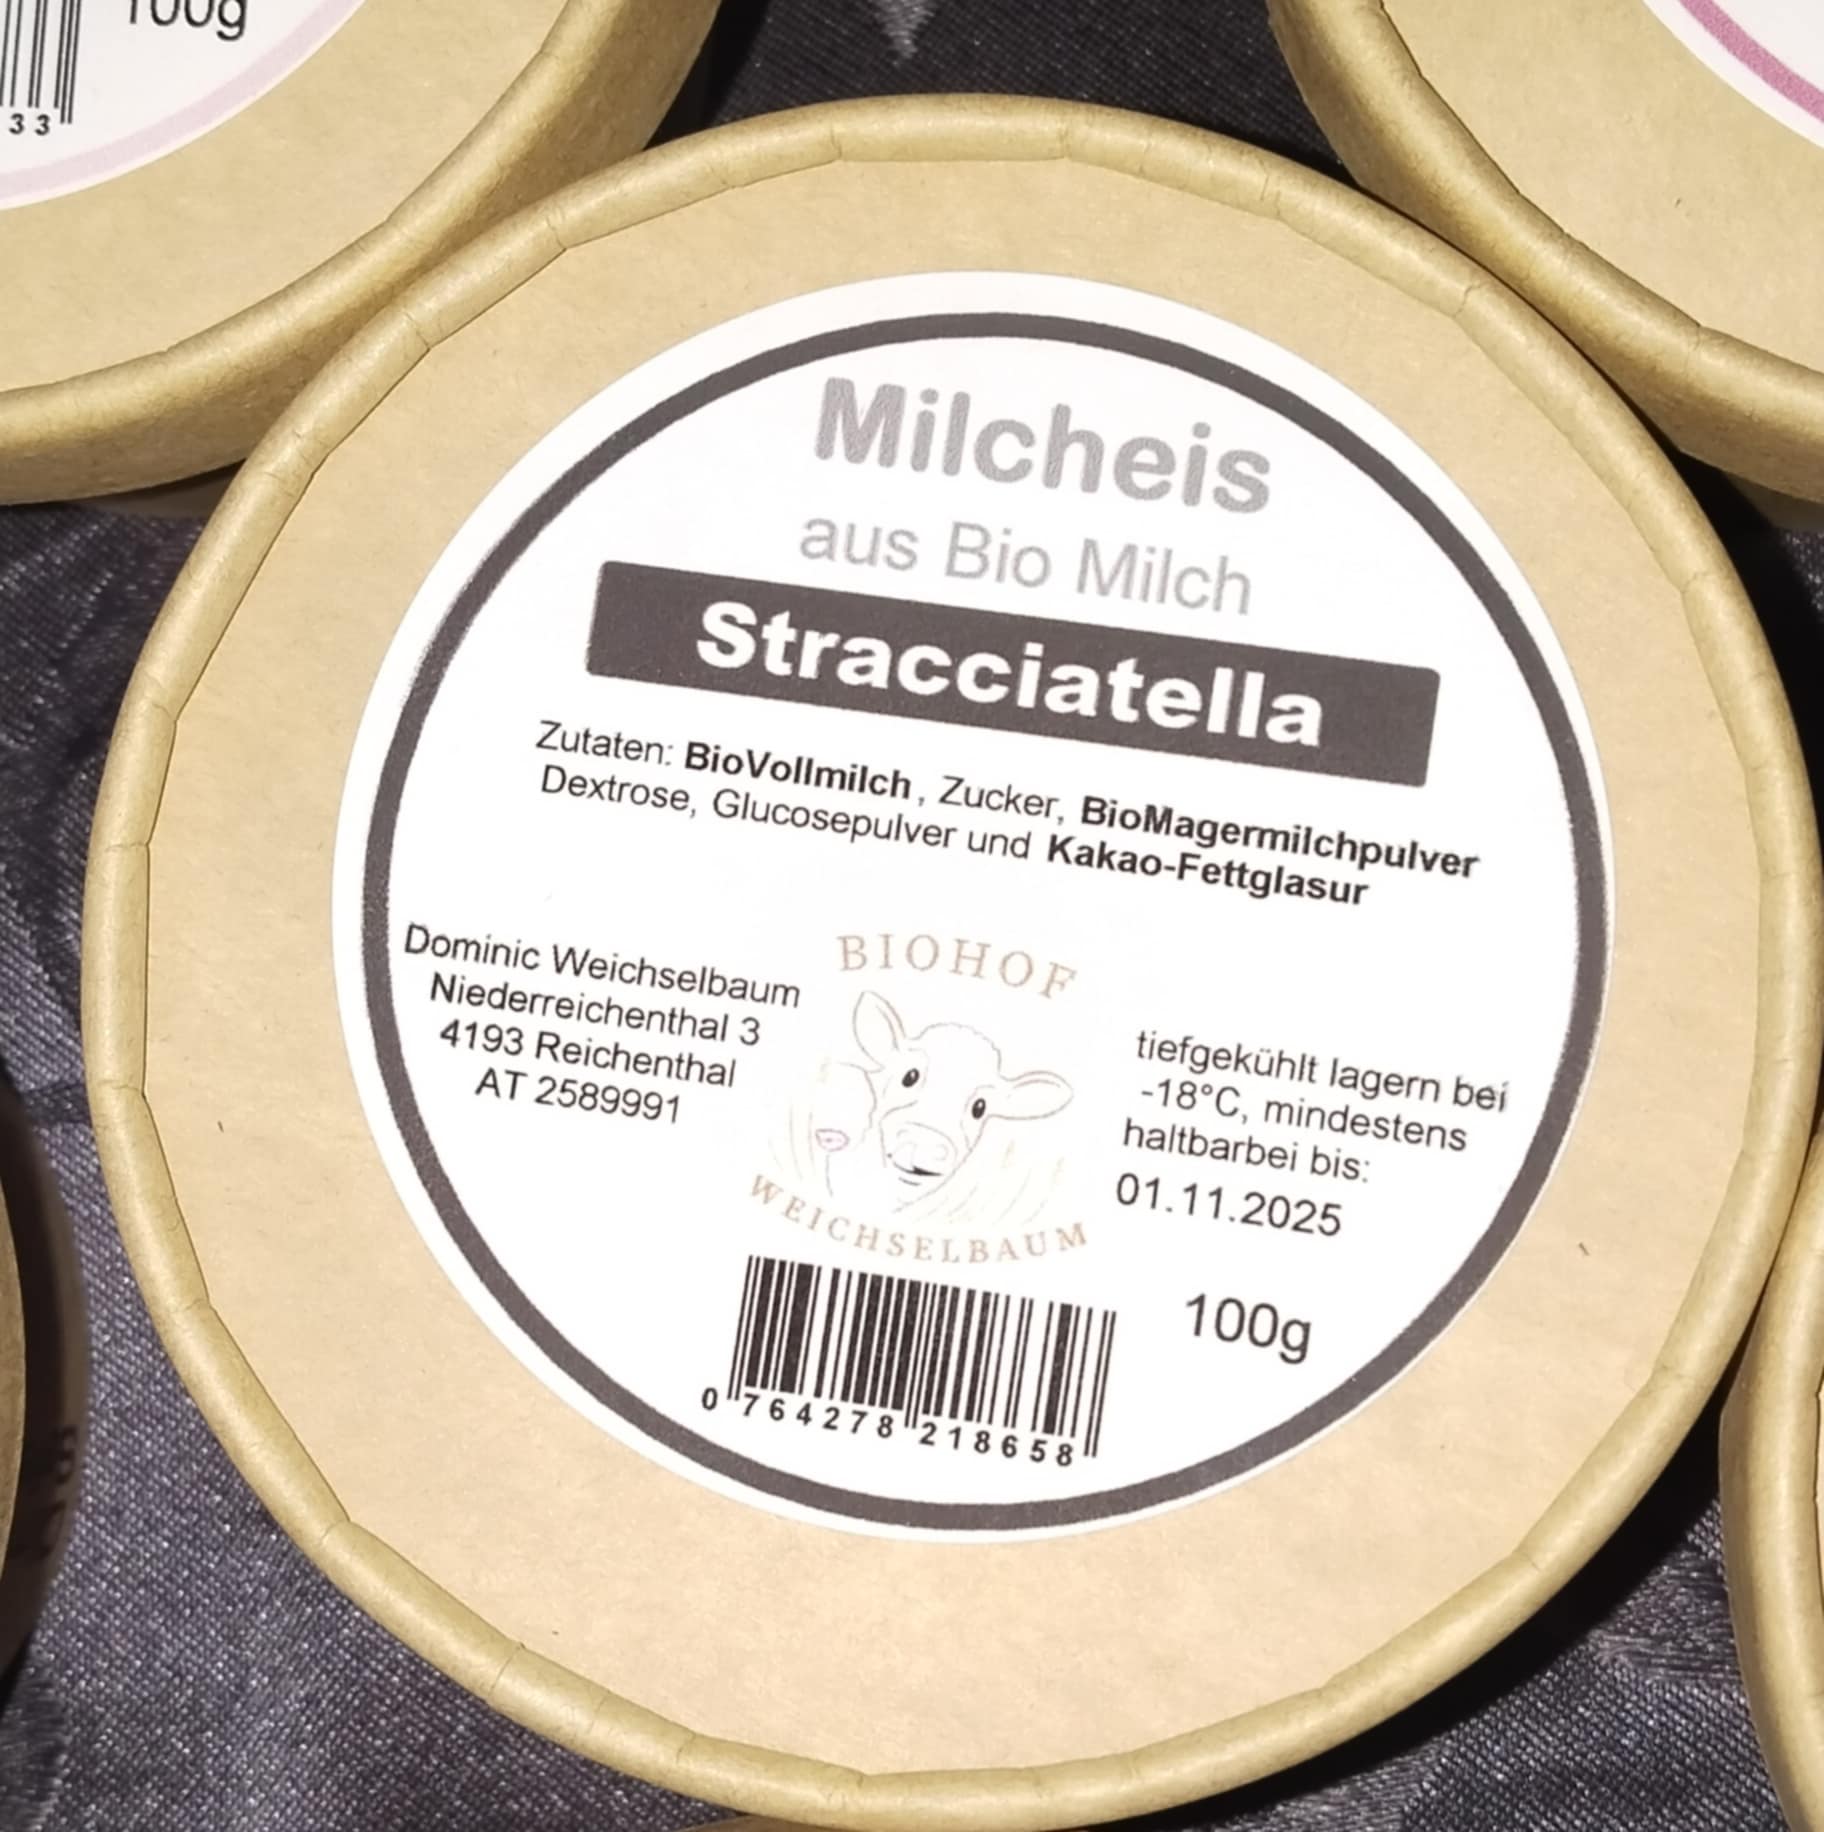 100g
33
Milcheis
aus Bio Milch
Stracciatella
Zutaten: BioVollmilch , Zucker, BioMagermilchpulver
Dextrose, Glucosepulver und Kakao-Fettglasur
Dominic Weichselbaum
Niederreichenthal 3
4193 Reichenthal
AT 2589991
BIOHOF
WEICHSELBAUM
tiefgekühlt lagern bei
-18°C, mindestens
haltbarbei bis:
01.11.2025
100g
0 764278 218658